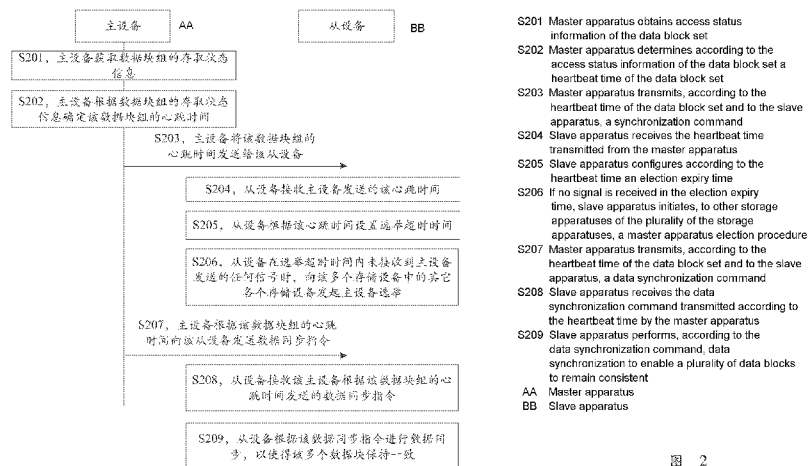 主设备
AA
从设备
BB
S201，主设备获取数据块组的存取状态
信息
S202，主设备根据数据块组的存取状态
信息确定该数据块组的心跳时间
S203，主设备将该数据块组的
心跳时间发送给该从设备
S204，从设备接收主设备发送的该心跳时间
S205，从设备根据该心跳时间设置选举超时时间
S206，从设备在选举超时时间内未接收到主设备
发送的任何信号时，向该多个存储设备中的其它
各个存储设备发起主设备选举
S207，主设备根据该数据块组的心跳
时间向该从设备发送数据同步指令
S208，从设备接收该主设备根据该数据块组的心
跳时间发送的数据同步指令
S209，从设备根据该数据同步指令进行数据同
步，以使得该多个数据块保持一致
S201 Master apparatus obtains access status
information of the data block set
S202 Master apparatus determines according to the
access status information of the data block set a
heartbeat time of the data block set
S203 Master apparatus transmits, according to the
heartbeat time of the data block set and to the slave
apparatus, a synchronization command
S204 Slave apparatus receives the heartbeat time
transmitted from the master apparatus
S205 Slave apparatus configures according to the
heartbeat time an election expiry time
S206 If no signal is received in the election expiry
time, slave apparatus initiates, to other storage
apparatuses of the plurality of the storage
apparatuses, a master apparatus election procedure
S207 Master apparatus transmits, according to the
heartbeat time of the data block set and to the slave
apparatus, a data synchronization command
S208 Slave apparatus receives the data
synchronization command transmitted according to
the heartbeat time by the master apparatus
S209 Slave apparatus performs, according to the
data synchronization command, data
synchronization to enable a plurality of data blocks
to remain consistent
AA Master apparatus
BB Slave apparatus
图 2